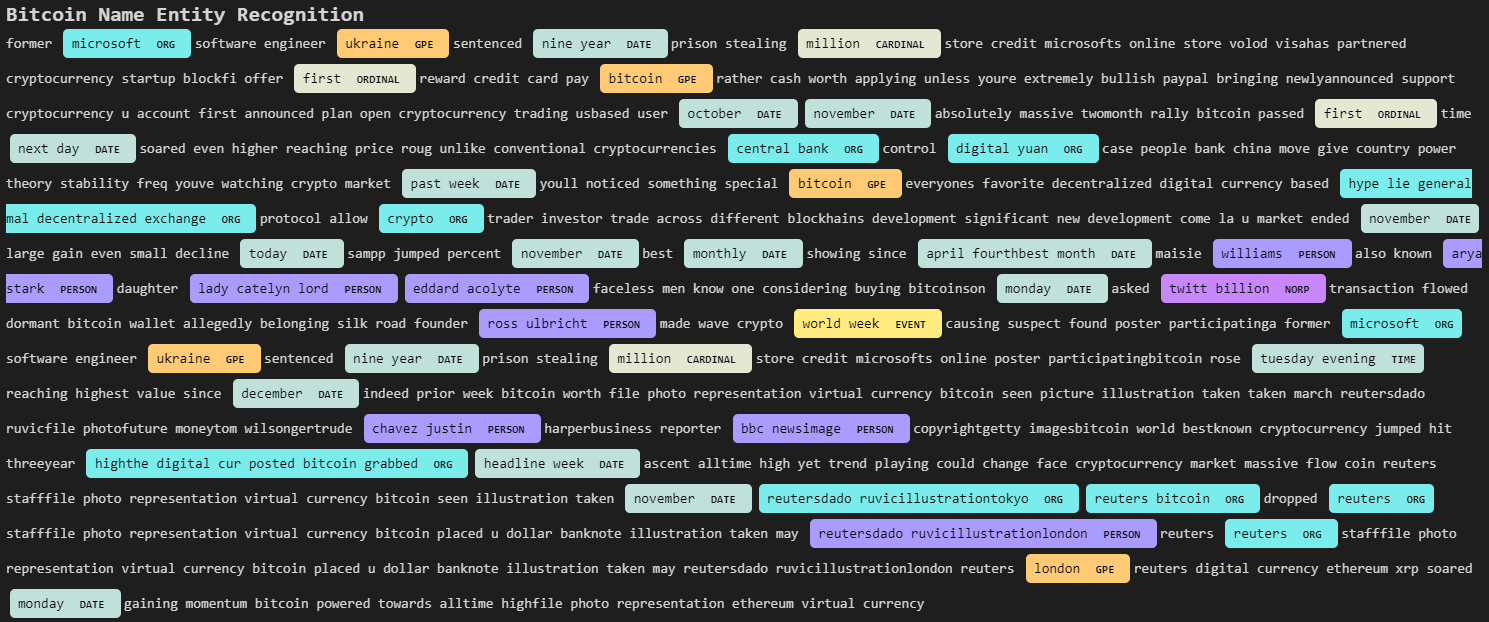 Bitcoin Name Entity Recognition
former microsoft ORG software engineer ukraine GPE sentenced nine year DATE prison stealing million CARDINAL store credit microsofts online store volod visahas partnered
cryptocurrency startup blockfi offer first ORDINAL reward credit card pay bitcoin GPE rather cash worth applying unless youre extremely bullish paypal bringing newlyannounced support
cryptocurrency u account first announced plan open cryptocurrency trading usbased user october DATE november DATE absolutely massive twomonth rally bitcoin passed first ORDINAL time
next day DATE soared even higher reaching price roug unlike conventional cryptocurrencies central bank ORG control digital yuan ORG case people bank china move give country power
theory stability freq youve watching crypto market past week DATE youll noticed something special bitcoin GPE everyones favorite decentralized digital currency based hype lie general
mal decentralized exchange ORG protocol allow crypto ORG trader investor trade across different blockhains development significant new development come la u market ended november DATE
large gain even small decline today DATE sampp jumped percent november DATE best monthly DATE showing since april fourthbest month DATE maisie williams PERSON also known arya
stark PERSON daughter lady catelyn lord PERSON eddard acolyte PERSON faceless men know one considering buying bitcoinson monday DATE asked twitt billion NORP transaction flowed
dormant bitcoin wallet allegedly belonging silk road founder ross ulbricht PERSON made wave crypto world week EVENT causing suspect found poster participatinga former microsoft ORG
software engineer ukraine GPE sentenced nine year DATE prison stealing million CARDINAL store credit microsofts online poster participatingbitcoin rose tuesday evening TIME
reaching highest value since december DATE indeed prior week bitcoin worth file photo representation virtual currency bitcoin seen picture illustration taken taken march reutersdado
ruvicfile photofuture moneytom wilsongertrude chavez justin PERSON harperbusiness reporter bbc newsimage PERSON copyrightgetty imagesbitcoin world bestknown cryptocurrency jumped hit
threeyear highthe digital cur posted bitcoin grabbed ORG headline week DATE ascent alltime high yet trend playing could change face cryptocurrency market massive flow coin reuters
stafffile photo representation virtual currency bitcoin seen illustration taken november DATE reutersdado ruvicillustrationtokyo ORG reuters bitcoin ORG dropped reuters ORG
stafffile photo representation virtual currency bitcoin placed u dollar banknote illustration taken may reutersdado ruvicillustrationlondon PERSON reuters reuters ORG stafffile photo
representation virtual currency bitcoin placed u dollar banknote illustration taken may reutersdado ruvicillustrationlondon reuters london GPE reuters digital currency ethereum xrp soared
monday DATE gaining momentum bitcoin powered towards alltime highfile photo representation ethereum virtual currency